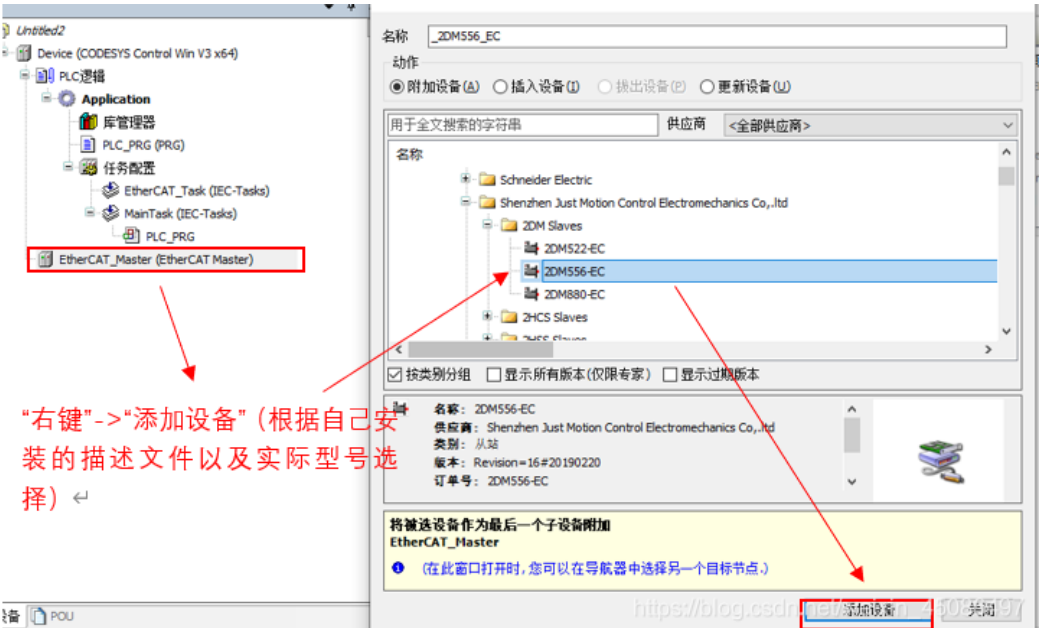 Untitled2
Device (CODESYS Control Win V3 x64)
PLC逻辑
Application
库管理器
PLC_PRG (PRG)
任务配置
EtherCAT_Task (IEC-Tasks)
MainTask (IEC-Tasks)
PLC_PRG
EtherCAT_Master (EtherCAT Master)
“右键”->“添加设备”（根据自己安
装的描述文件以及实际型号选
择）↵
设备 POU
名称 _2DM556_EC
动作
附加设备(A) 插入设备(I) 拔出设备(P) 更新设备(U)
用于全文搜索的字符串 供应商 <全部供应商>
名称
Schneider Electric
Shenzhen Just Motion Control Electromechanics Co,.ltd
2DM Slaves
2DM522-EC
2DM556-EC
2DM880-EC
2HCS Slaves
2HSS Slaves
按类别分组 显示所有版本(仅限专家) 显示过期版本
名称: 2DM556-EC
供应商: Shenzhen Just Motion Control Electromechanics Co,.ltd
类别: 从站
版本: Revision=16#20190220
订单号: 2DM556-EC
将被选设备作为最后一个子设备附加
EtherCAT_Master
(在此窗口打开时,您可以在导航器中选择另一个目标节点.)
添加设备 关闭